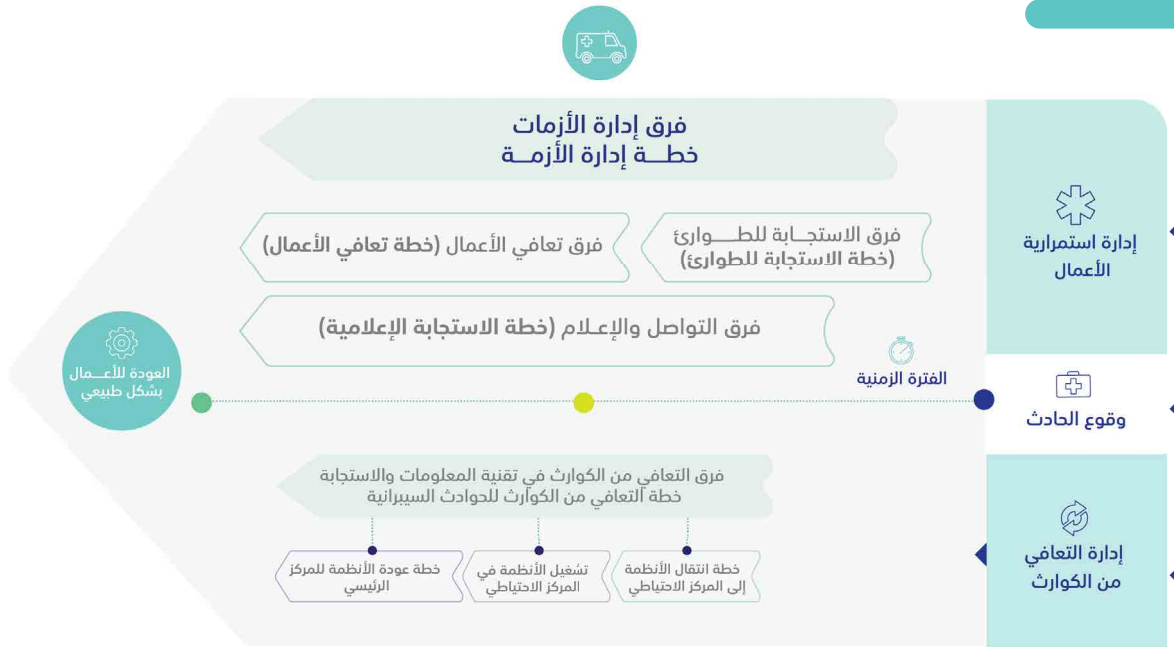 فرق إدارة الأزمات
خطـــة إدارة الأزمـــة
إدارة استمرارية
الأعمال
فرق الاستجــابة للطــــوارئ
(خطة الاستجابة للطوارئ)
فرق تعافي الأعمال (خطة تعافي الأعمال)
فرق التواصل والإعـلام (خطة الاستجابة الإعلامية)
وقوع الحادث
الفترة الزمنية
العودة للأعـــمال
بشكل طبيعي
إدارة التعافي
من الكوارث
فرق التعافي من الكوارث في تقنية المعلومات والاستجابة
خطة التعافي من الكوارث للحوادث السيبرانية
خطة انتقال الأنظمة
إلى المركز الاحتياطي
تشغيل الأنظمة في
المركز الاحتياطي
خطة عودة الأنظمة للمركز
الرئيسي